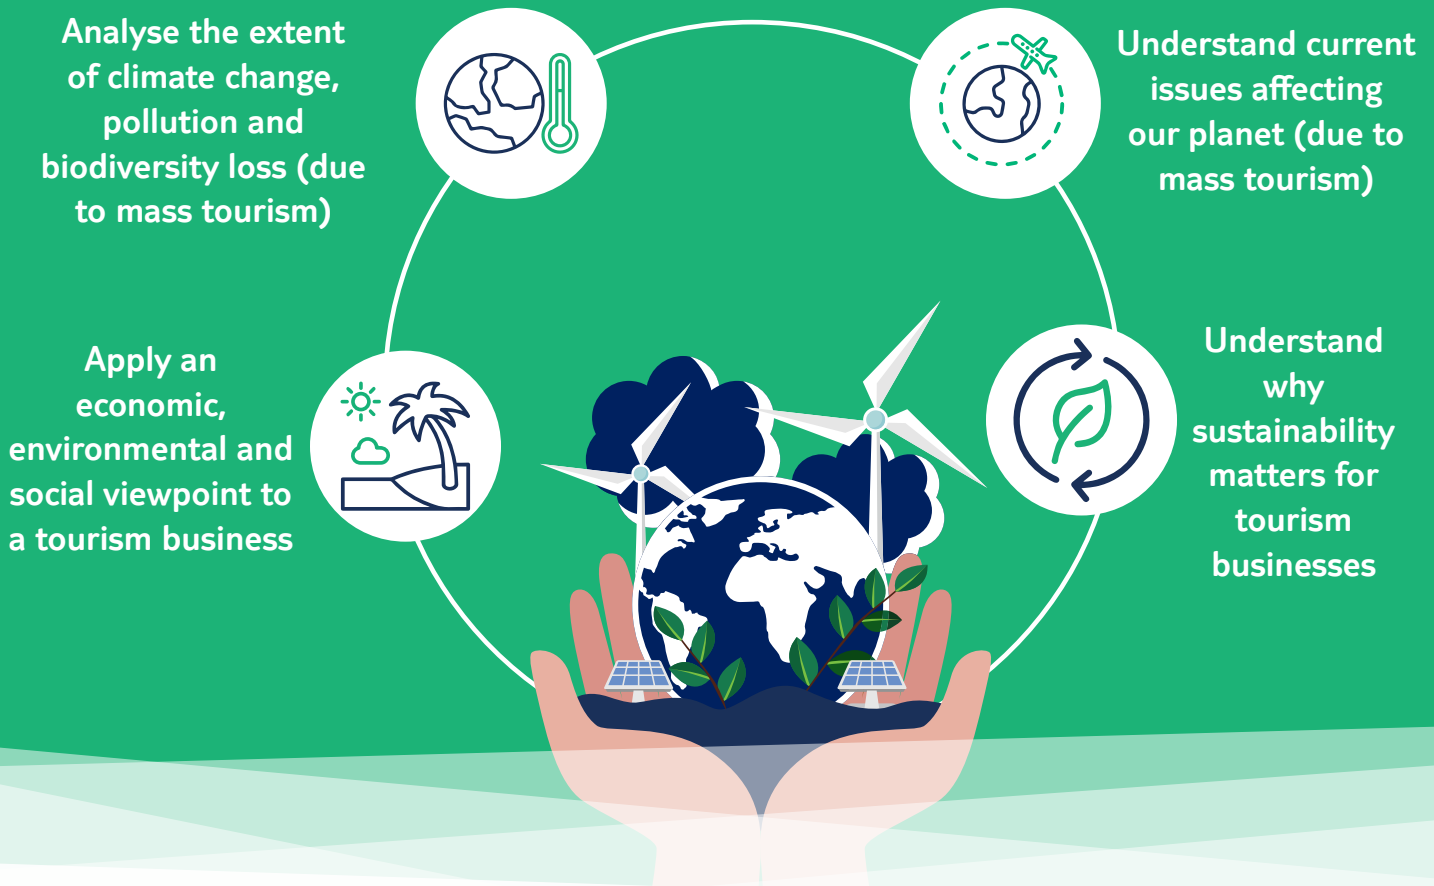 Analyse the extent
of climate change,
pollution and
biodiversity loss (due
to mass tourism)
Understand current
issues affecting
our planet (due to
mass tourism)
Apply an
economic,
environmental and
social viewpoint to
a tourism business
Understand
why
sustainability
matters for
tourism
businesses